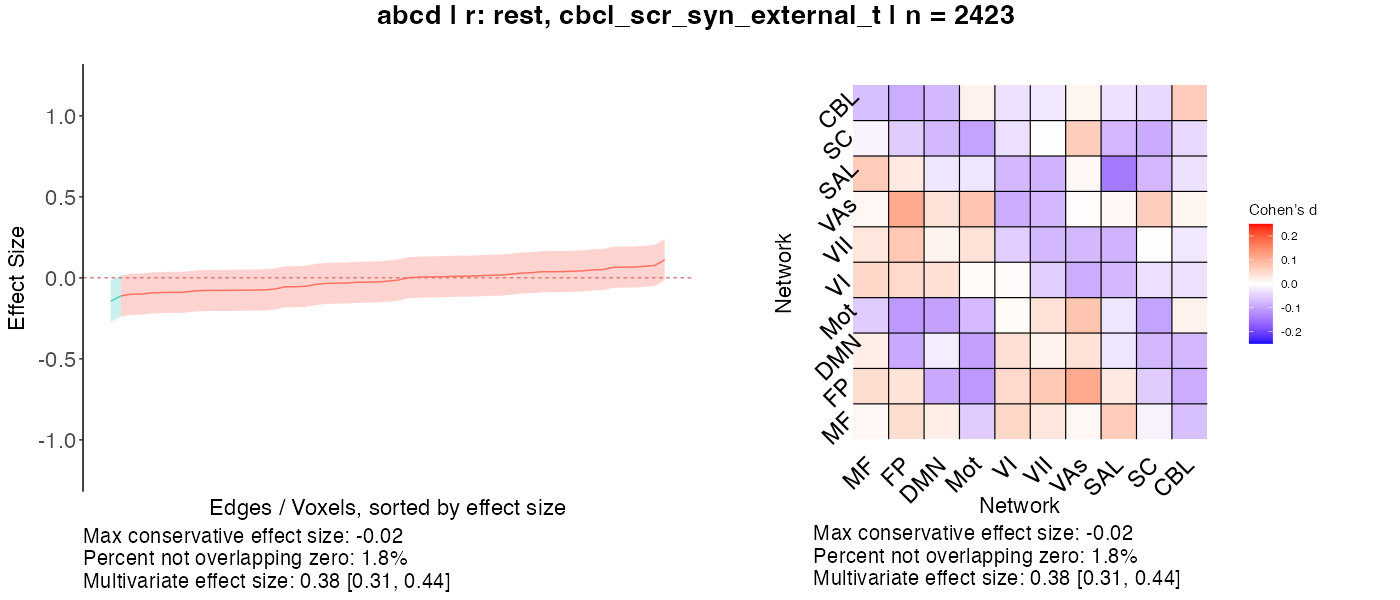 abcd | r: rest, cbcl_scr_syn_external_t | n = 2423
Effect Size
1.0
0.5
0.0
-0.5
-1.0
Edges / Voxels, sorted by effect size
Max conservative effect size: -0.02
Percent not overlapping zero: 1.8%
Multivariate effect size: 0.38 [0.31, 0.44]
Network
CBL
SC
SAL
VAs
VII
VI
Mot
DMN
FP
MF
MF FP DMN Mot VI VII VAs SAL SC CBL
Network
Max conservative effect size: -0.02
Percent not overlapping zero: 1.8%
Multivariate effect size: 0.38 [0.31, 0.44]
Cohen's d
0.2
0.1
0.0
-0.1
-0.2